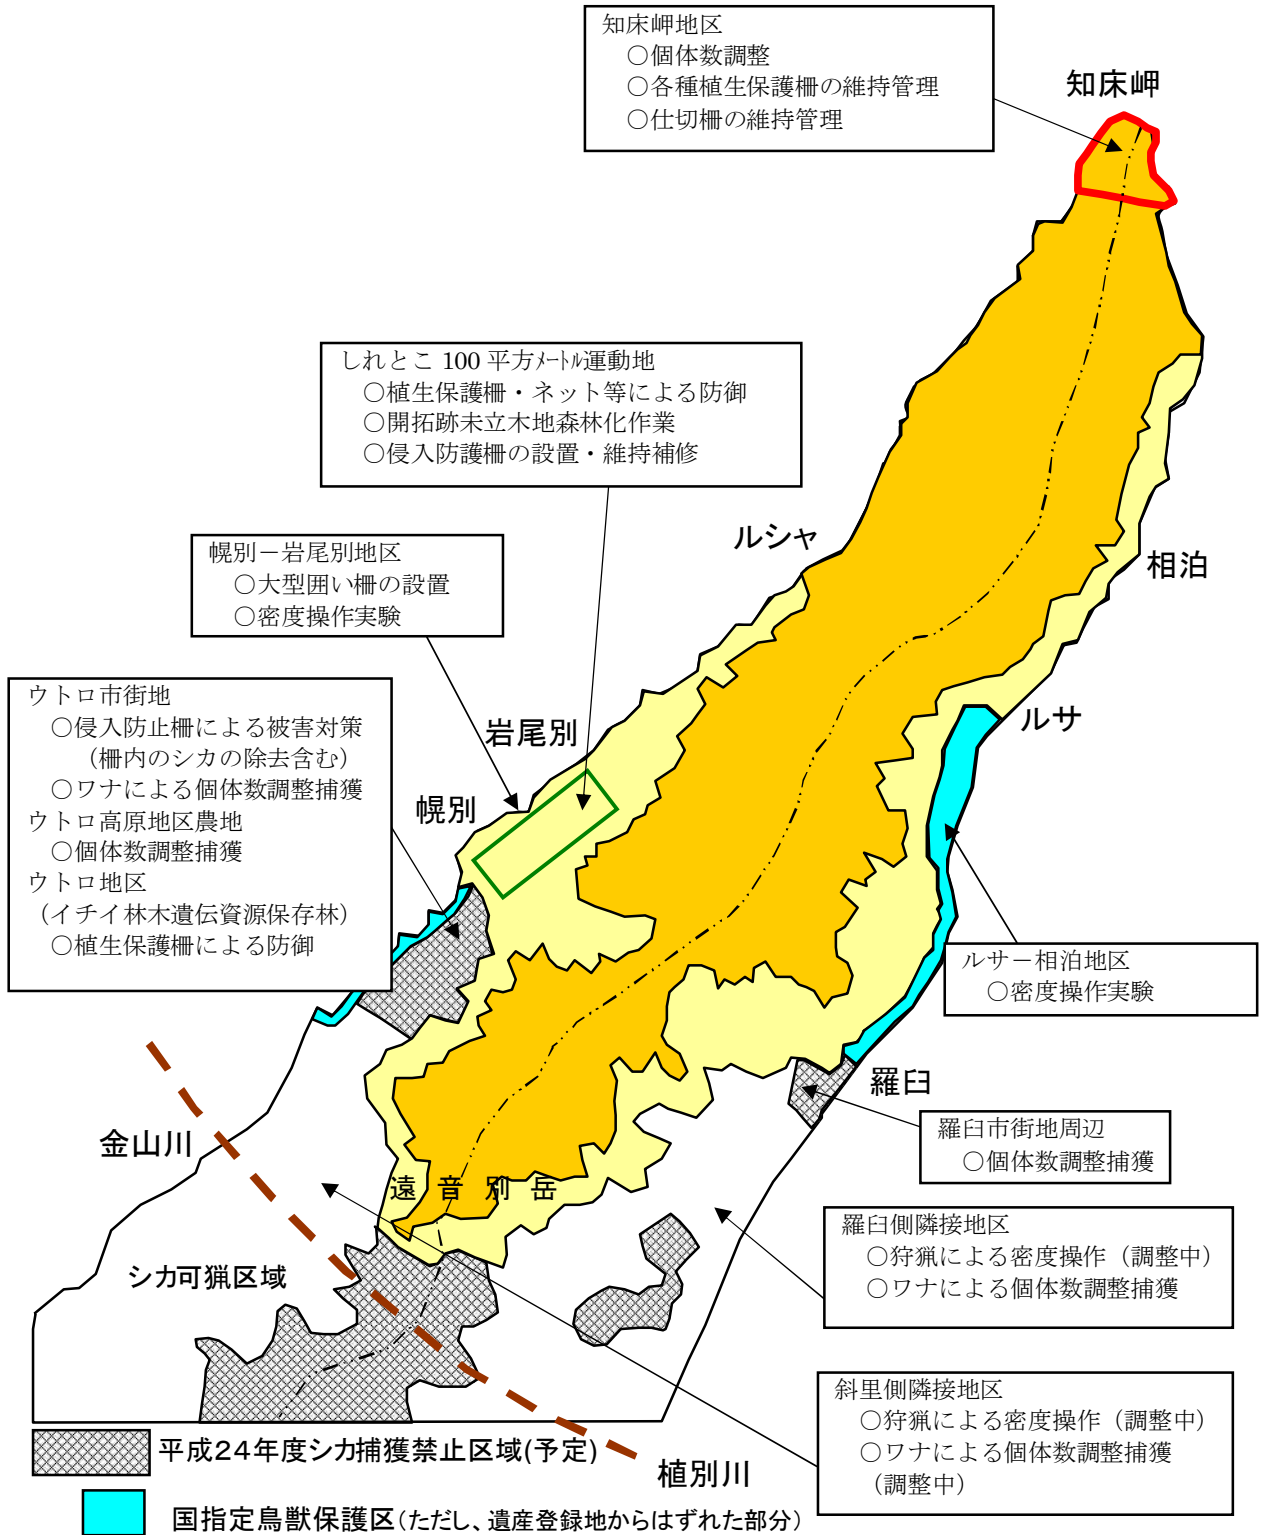 知床岬地区
○個体数調整
○各種植生保護柵の維持管理
○仕切柵の維持管理
知床岬
しれとこ 100 平方メートル運動地
○植生保護柵・ネット等による防御
○開拓跡未立木地森林化作業
○侵入防護柵の設置・維持補修
ルシャ
幌別－岩尾別地区
○大型囲い柵の設置
○密度操作実験
相泊
ウトロ市街地
○侵入防止柵による被害対策
（柵内のシカの除去含む）
○ワナによる個体数調整捕獲
ウトロ高原地区農地
○個体数調整捕獲
ウトロ地区
（イチイ林木遺伝資源保存林）
○植生保護柵による防御
岩尾別
ルサ
幌別
ルサ－相泊地区
○密度操作実験
羅臼
金山川
羅臼市街地周辺
○個体数調整捕獲
遠音別岳
羅臼側隣接地区
○狩猟による密度操作（調整中）
○ワナによる個体数調整捕獲
シカ可猟区域
斜里側隣接地区
○狩猟による密度操作（調整中）
○ワナによる個体数調整捕獲
（調整中）
平成２４年度シカ捕獲禁止区域(予定)
植別川
国指定鳥獣保護区（ただし、遺産登録地からはずれた部分）